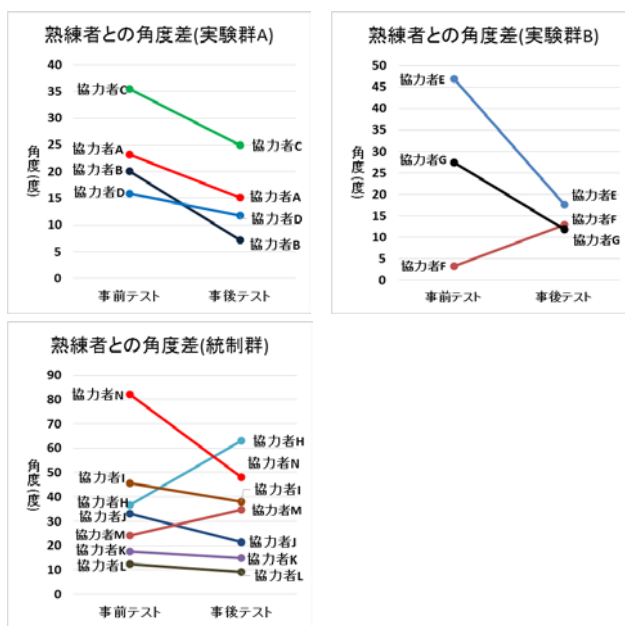 熟練者との角度差(実験群A)
40
35
30
25
20
15
10
5
0
角度(度)
協力者C
協力者A
協力者B
協力者D
協力者C
協力者A
協力者D
協力者B
事前テスト
事後テスト
熟練者との角度差(実験群B)
50
45
40
35
30
25
20
15
10
5
0
角度(度)
協力者E
協力者G
協力者F
協力者E
協力者F
協力者G
事前テスト
事後テスト
熟練者との角度差(統制群)
90
80
70
60
50
40
30
20
10
0
角度(度)
協力者N
協力者I
協力者H
協力者J
協力者M
協力者K
協力者L
協力者H
協力者N
協力者I
協力者M
協力者J
協力者K
協力者L
事前テスト
事後テスト